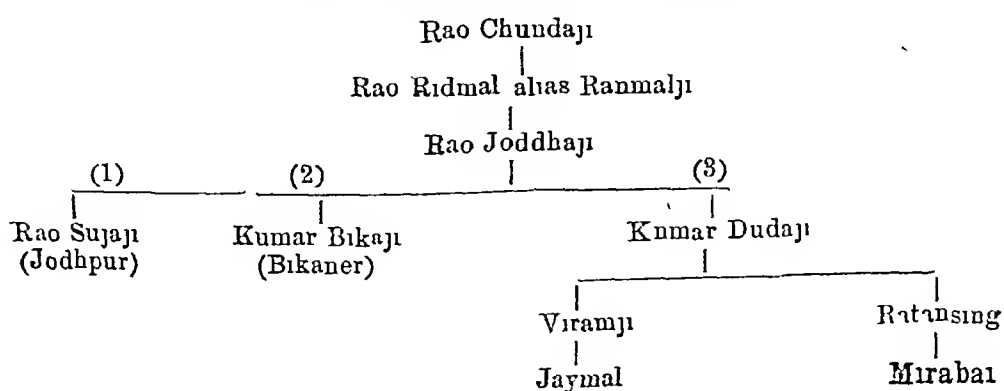 Rao Chundaji
Rao Ridmal alias Ranmalji
Rao Joddhaji
(1) (2) (3)
Rao Sujaji Kumar Bikaji Kumar Dudaji
(Jodhpur) (Bikaner)
Viramji Ratansing
Jaymal Mirabai